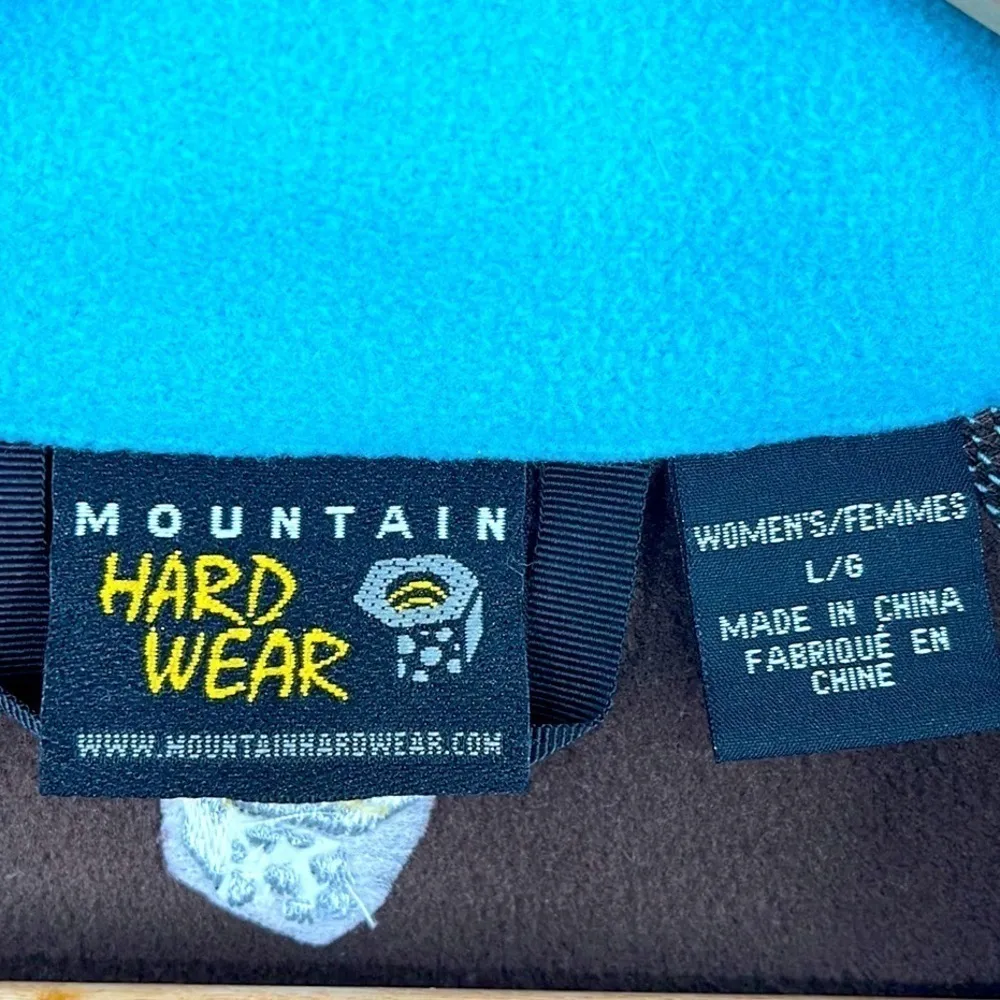 MOUNTAIN
HARD
WEAR
WWW.MOUNTAINHARDWEAR.COM
WOMEN'S/FEMMES
L/G
MADE IN CHINA
FABRIQUÉ EN
CHINE